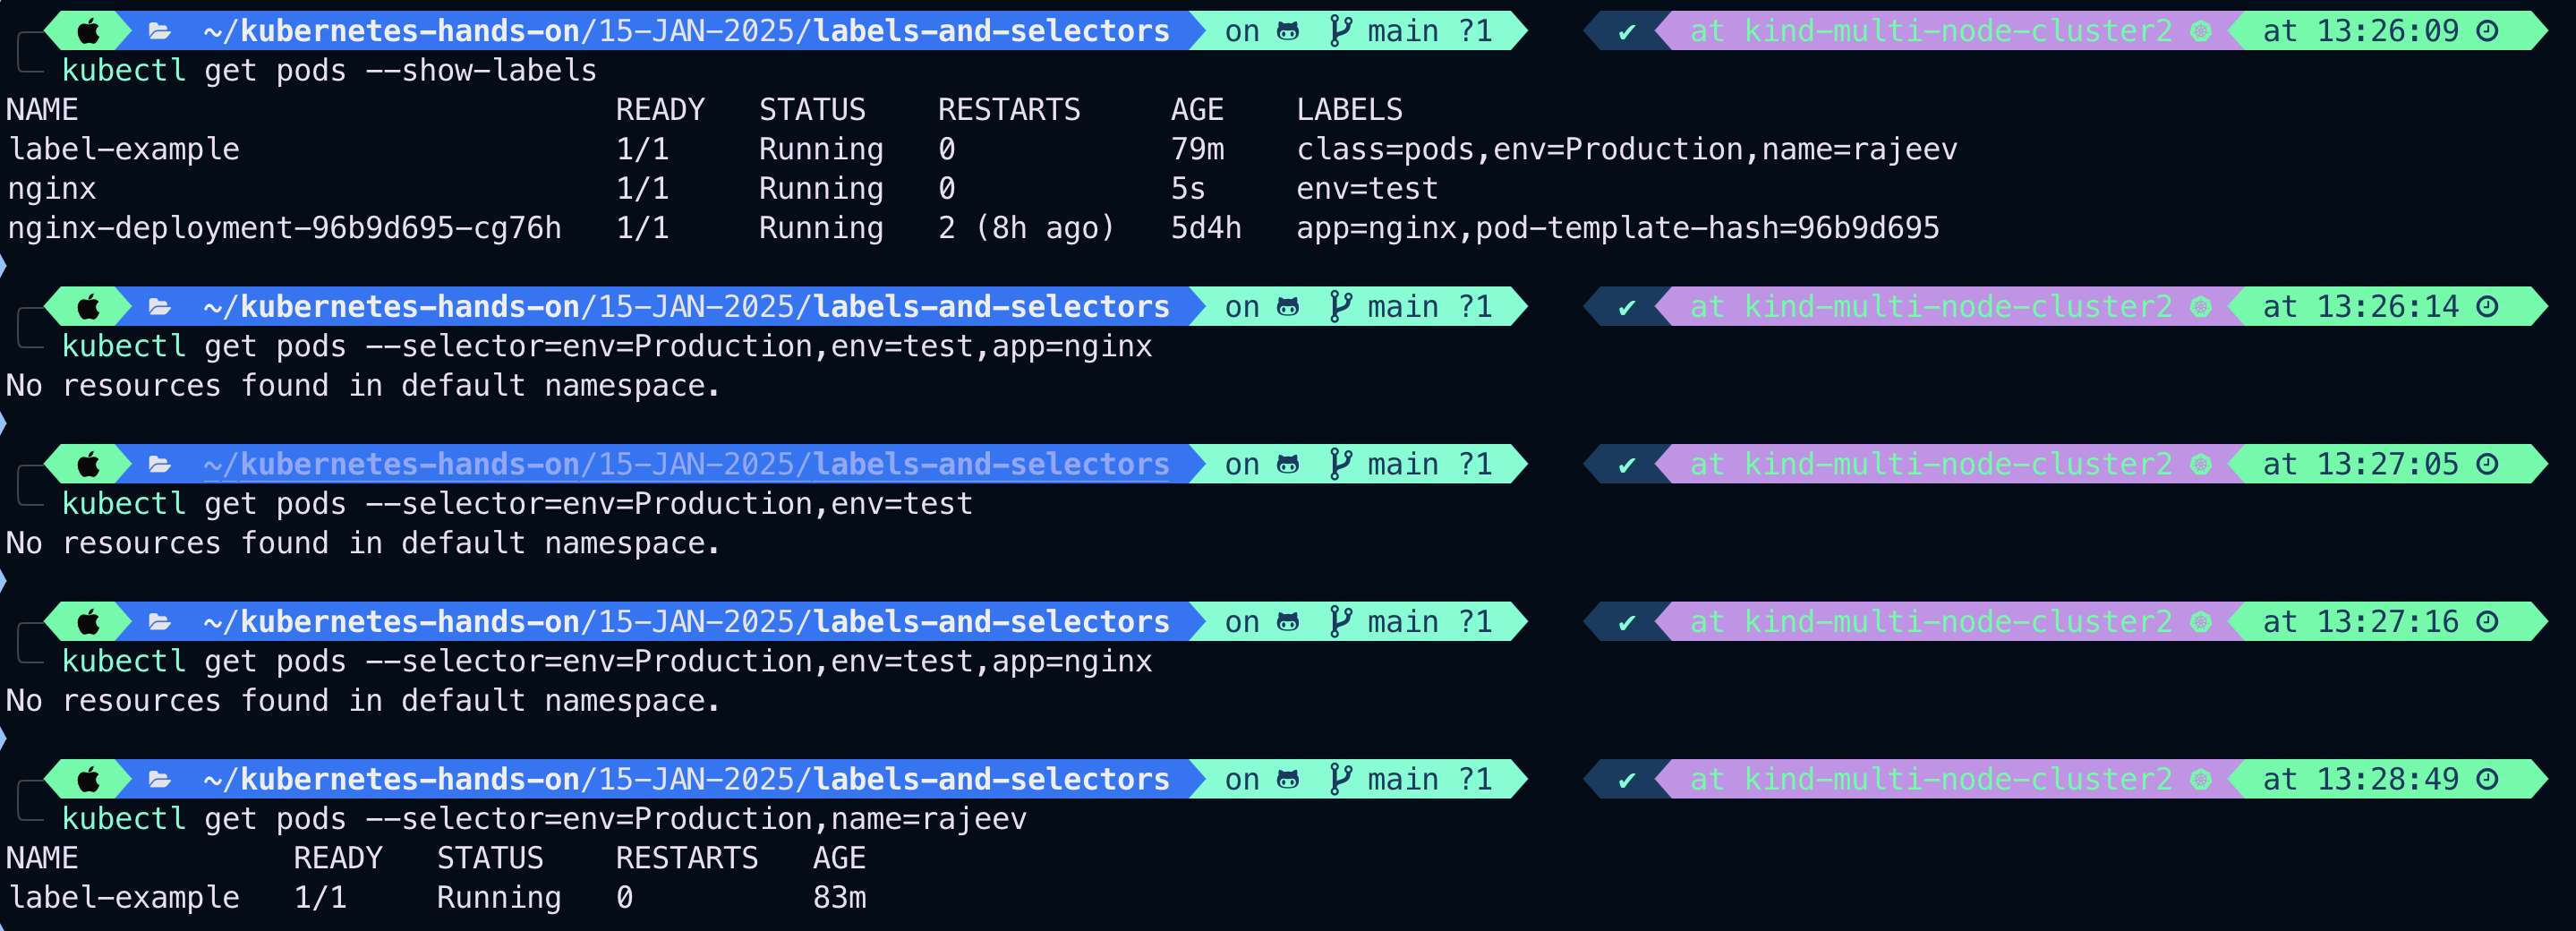 ~/kubernetes-hands-on/15-JAN-2025/labels-and-selectors on main ?1 ✔ at kind-multi-node-cluster2 at 13:26:09
kubectl get pods --show-labels
NAME READY STATUS RESTARTS AGE LABELS
label-example 1/1 Running 0 79m class=pods,env=Production,name=rajeev
nginx 1/1 Running 0 5s env=test
nginx-deployment-96b9d695-cg76h 1/1 Running 2 (8h ago) 5d4h app=nginx,pod-template-hash=96b9d695
~/kubernetes-hands-on/15-JAN-2025/labels-and-selectors on main ?1 ✔ at kind-multi-node-cluster2 at 13:26:14
kubectl get pods --selector=env=Production,env=test,app=nginx
No resources found in default namespace.
~/kubernetes-hands-on/15-JAN-2025/labels-and-selectors on main ?1 ✔ at kind-multi-node-cluster2 at 13:27:05
kubectl get pods --selector=env=Production,env=test
No resources found in default namespace.
~/kubernetes-hands-on/15-JAN-2025/labels-and-selectors on main ?1 ✔ at kind-multi-node-cluster2 at 13:27:16
kubectl get pods --selector=env=Production,env=test,app=nginx
No resources found in default namespace.
~/kubernetes-hands-on/15-JAN-2025/labels-and-selectors on main ?1 ✔ at kind-multi-node-cluster2 at 13:28:49
kubectl get pods --selector=env=Production,name=rajeev
NAME READY STATUS RESTARTS AGE
label-example 1/1 Running 0 83m